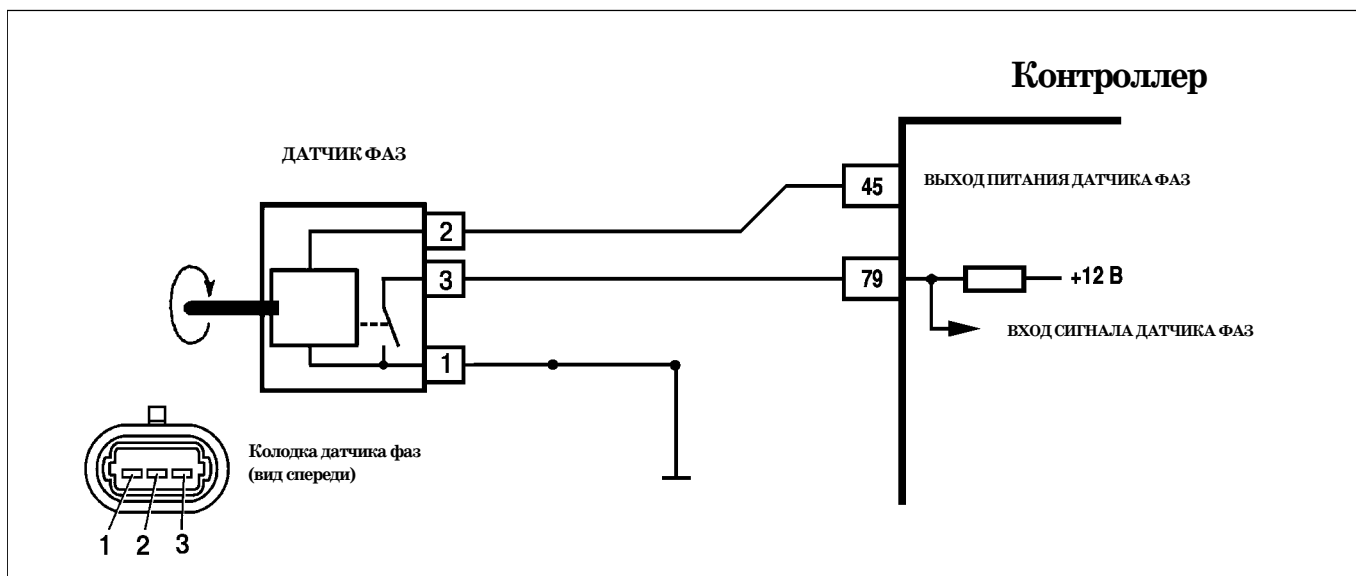 Контроллер
ДАТЧИК ФАЗ
45
ВЫХОД ПИТАНИЯ ДАТЧИКА ФАЗ
2
3
79
+12 В
ВХОД СИГНАЛА ДАТЧИКА ФАЗ
1
Колодка датчика фаз
(вид спереди)
1 2 3